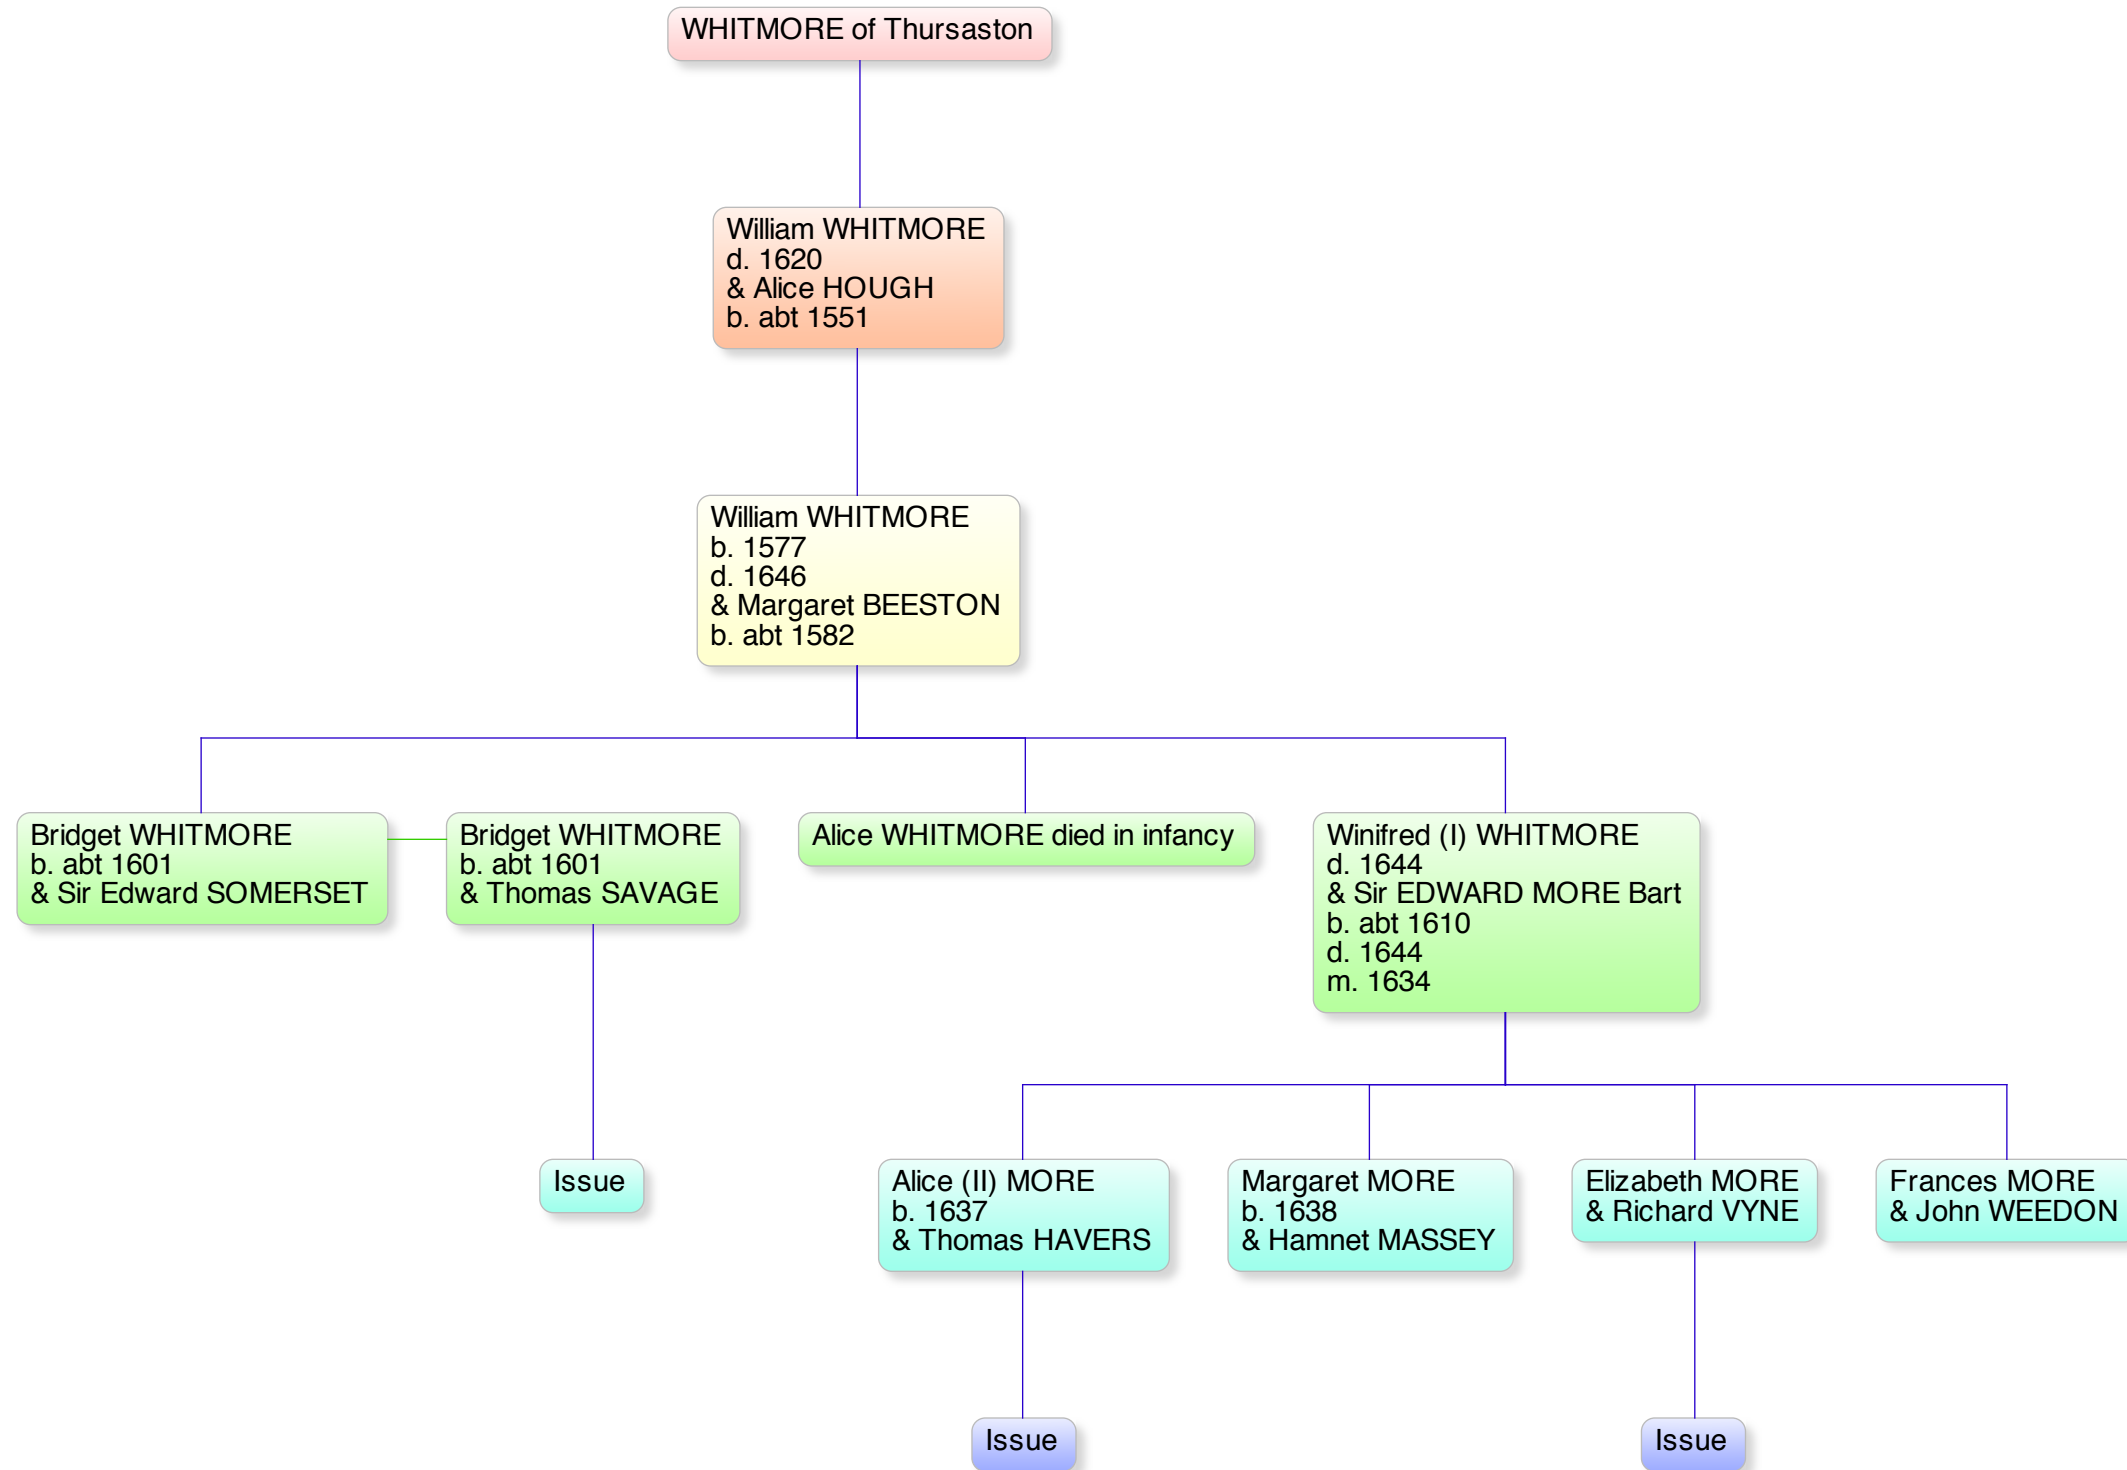 WHITMORE of Thursaston
William WHITMORE
d. 1620
& Alice HOUGH
b. abt 1551
William WHITMORE
b. 1577
d. 1646
& Margaret BEESTON
b. abt 1582
Bridget WHITMORE
b. abt 1601
& Sir Edward SOMERSET
Bridget WHITMORE
b. abt 1601
& Thomas SAVAGE
Alice WHITMORE died in infancy
Winifred (I) WHITMORE
d. 1644
& Sir EDWARD MORE Bart
b. abt 1610
d. 1644
m. 1634
Issue
Alice (II) MORE
b. 1637
& Thomas HAVERS
Margaret MORE
b. 1638
& Hamnet MASSEY
Elizabeth MORE
& Richard VYNE
Frances MORE
& John WEEDON
Issue
Issue